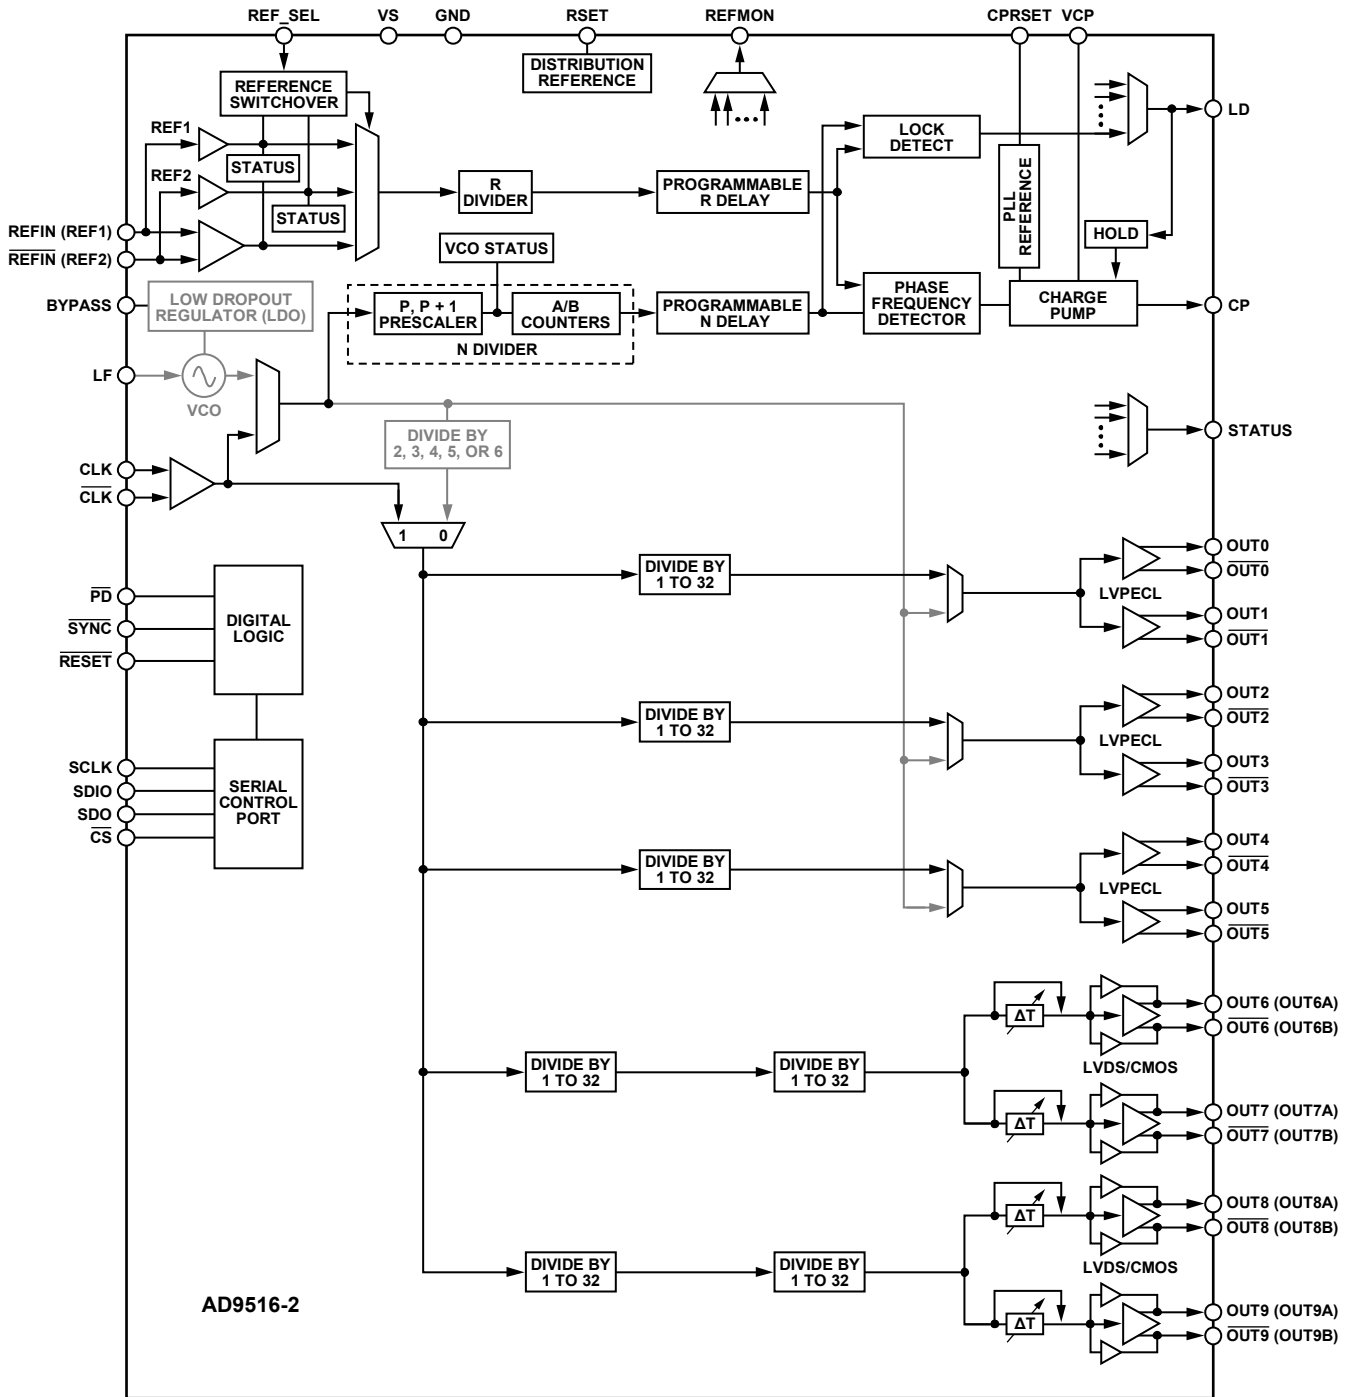 REF_SEL VS GND RSET REFMON CPRSET VCP
DISTRIBUTION
REFERENCE
REFERENCE
SWITCHOVER
REF1
STATUS
REF2
STATUS
REFIN (REF1)
REFIN (REF2)
R
DIVIDER
PROGRAMMABLE
R DELAY
LOCK
DETECT
LD
PLL
REFERENCE
HOLD
VCO STATUS
BYPASS
LOW DROPOUT
REGULATOR (LDO)
P, P + 1
PRESCALER
A/B
COUNTERS
N DIVIDER
PROGRAMMABLE
N DELAY
PHASE
FREQUENCY
DETECTOR
CHARGE
PUMP
CP
LF
VCO
DIVIDE BY
2, 3, 4, 5, OR 6
STATUS
CLK
CLK
1 0
DIVIDE BY
1 TO 32
LVPECL
OUT0
OUT0
OUT1
OUT1
PD
SYNC
RESET
DIGITAL
LOGIC
DIVIDE BY
1 TO 32
LVPECL
OUT2
OUT2
OUT3
OUT3
SCLK
SDIO
SDO
CS
SERIAL
CONTROL
PORT
DIVIDE BY
1 TO 32
LVPECL
OUT4
OUT4
OUT5
OUT5
DIVIDE BY
1 TO 32
DIVIDE BY
1 TO 32
ΔT
ΔT
LVDS/CMOS
OUT6 (OUT6A)
OUT6 (OUT6B)
OUT7 (OUT7A)
OUT7 (OUT7B)
DIVIDE BY
1 TO 32
DIVIDE BY
1 TO 32
ΔT
ΔT
LVDS/CMOS
OUT8 (OUT8A)
OUT8 (OUT8B)
OUT9 (OUT9A)
OUT9 (OUT9B)
AD9516-2